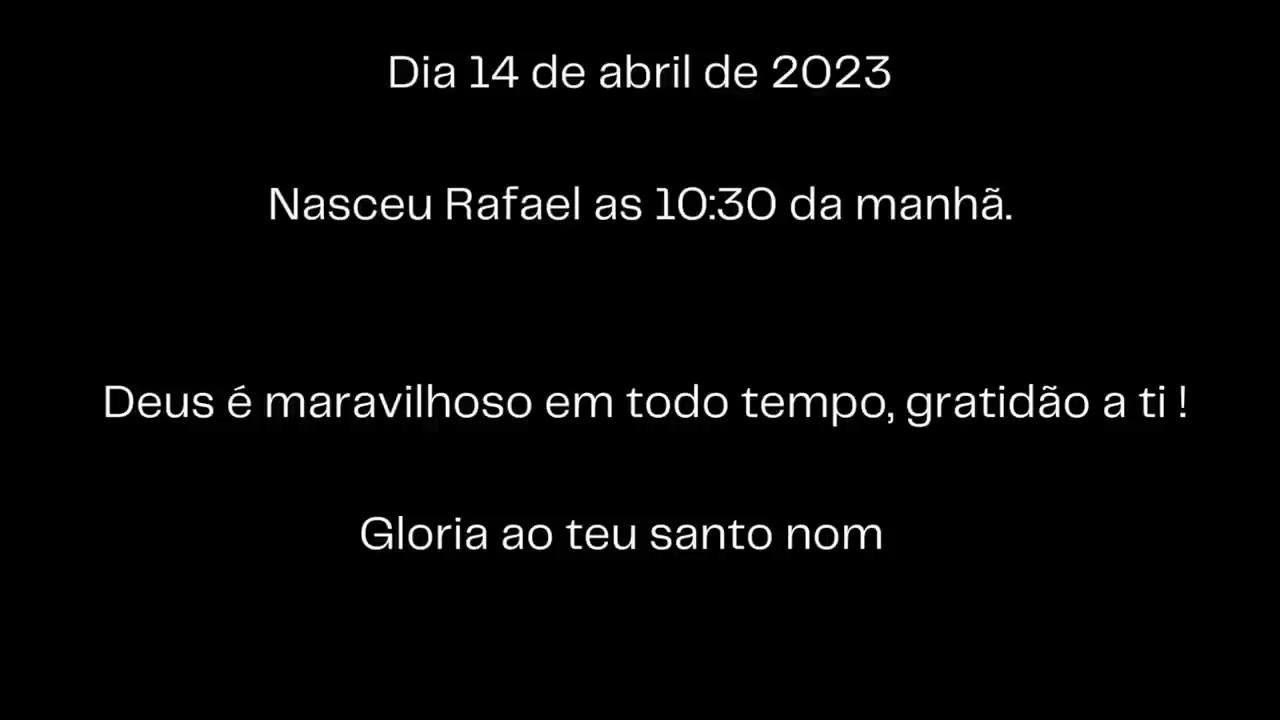 Dia 14 de abril de 2023
Nasceu Rafael as 10:30 da manhã.
Deus é maravilhoso em todo tempo, gratidão a ti !
Gloria ao teu santo nom